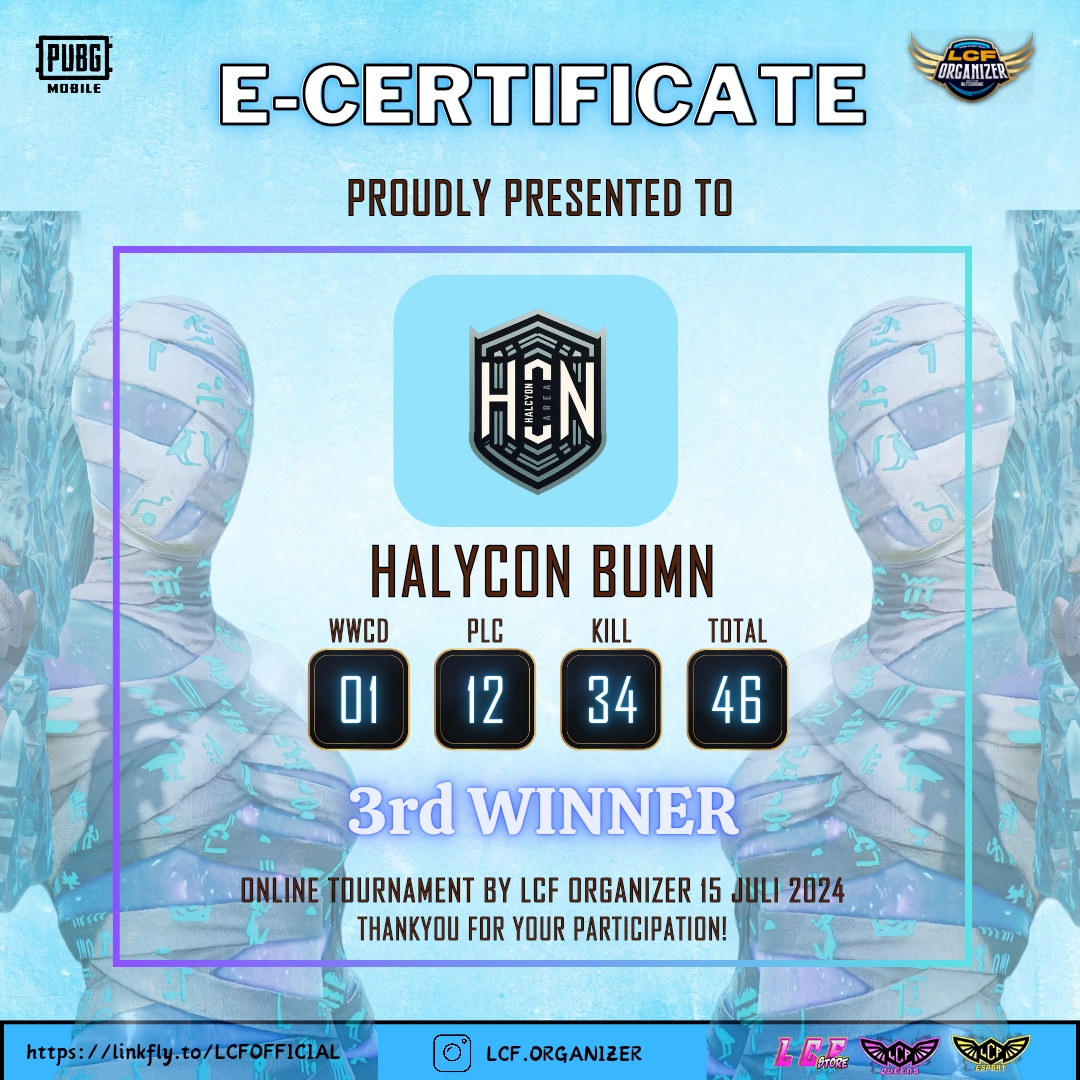 PUBG
MOBILE
LCF
ORGANIZER
E-CERTIFICATE
PROUDLY PRESENTED TO
HCN
HALCYON
AREA
HALYCON BUMN
WWCD PLC KILL TOTAL
01 12 34 46
3rd WINNER
ONLINE TOURNAMENT BY LCF ORGANIZER 15 JULI 2024
THANKYOU FOR YOUR PARTICIPATION!
https://linkfly.to/LCFOFFICIAL
LCF.ORGANIZER
LCF STORE
LCF QUEENS
LCF ESPORT